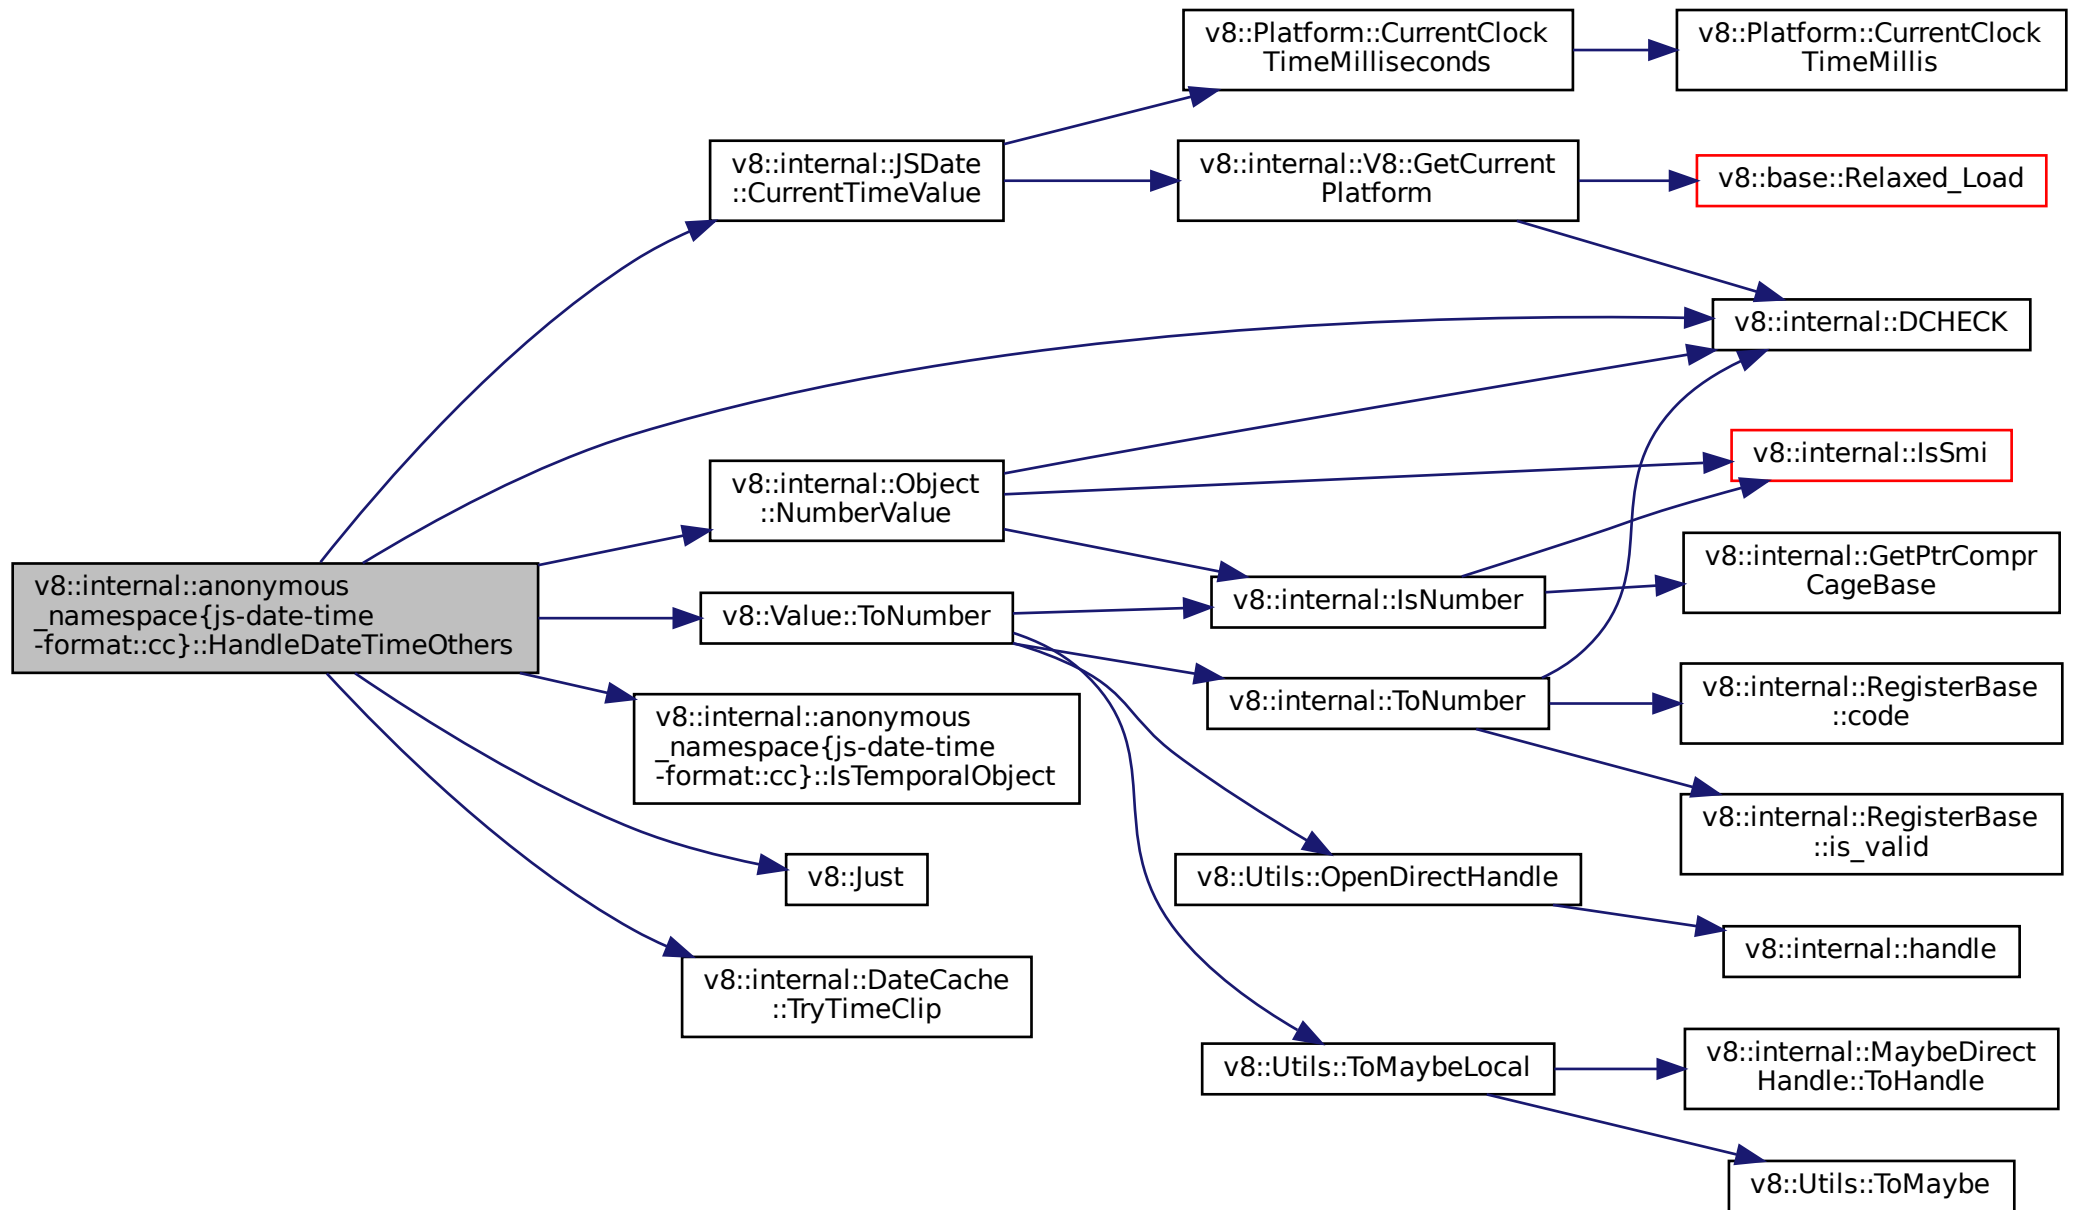 v8::Platform::CurrentClock
TimeMilliseconds
v8::Platform::CurrentClock
TimeMillis
v8::internal::JSDate
::CurrentTimeValue
v8::internal::V8::GetCurrent
Platform
v8::base::Relaxed_Load
v8::internal::DCHECK
v8::internal::Object
::NumberValue
v8::internal::IsSmi
v8::internal::GetPtrCompr
CageBase
v8::internal::anonymous
_namespace{js-date-time
-format::cc}::HandleDateTimeOthers
v8::Value::ToNumber
v8::internal::IsNumber
v8::internal::ToNumber
v8::internal::RegisterBase
::code
v8::internal::anonymous
_namespace{js-date-time
-format::cc}::IsTemporalObject
v8::internal::RegisterBase
::is_valid
v8::Just
v8::Utils::OpenDirectHandle
v8::internal::handle
v8::internal::DateCache
::TryTimeClip
v8::Utils::ToMaybeLocal
v8::internal::MaybeDirect
Handle::ToHandle
v8::Utils::ToMaybe